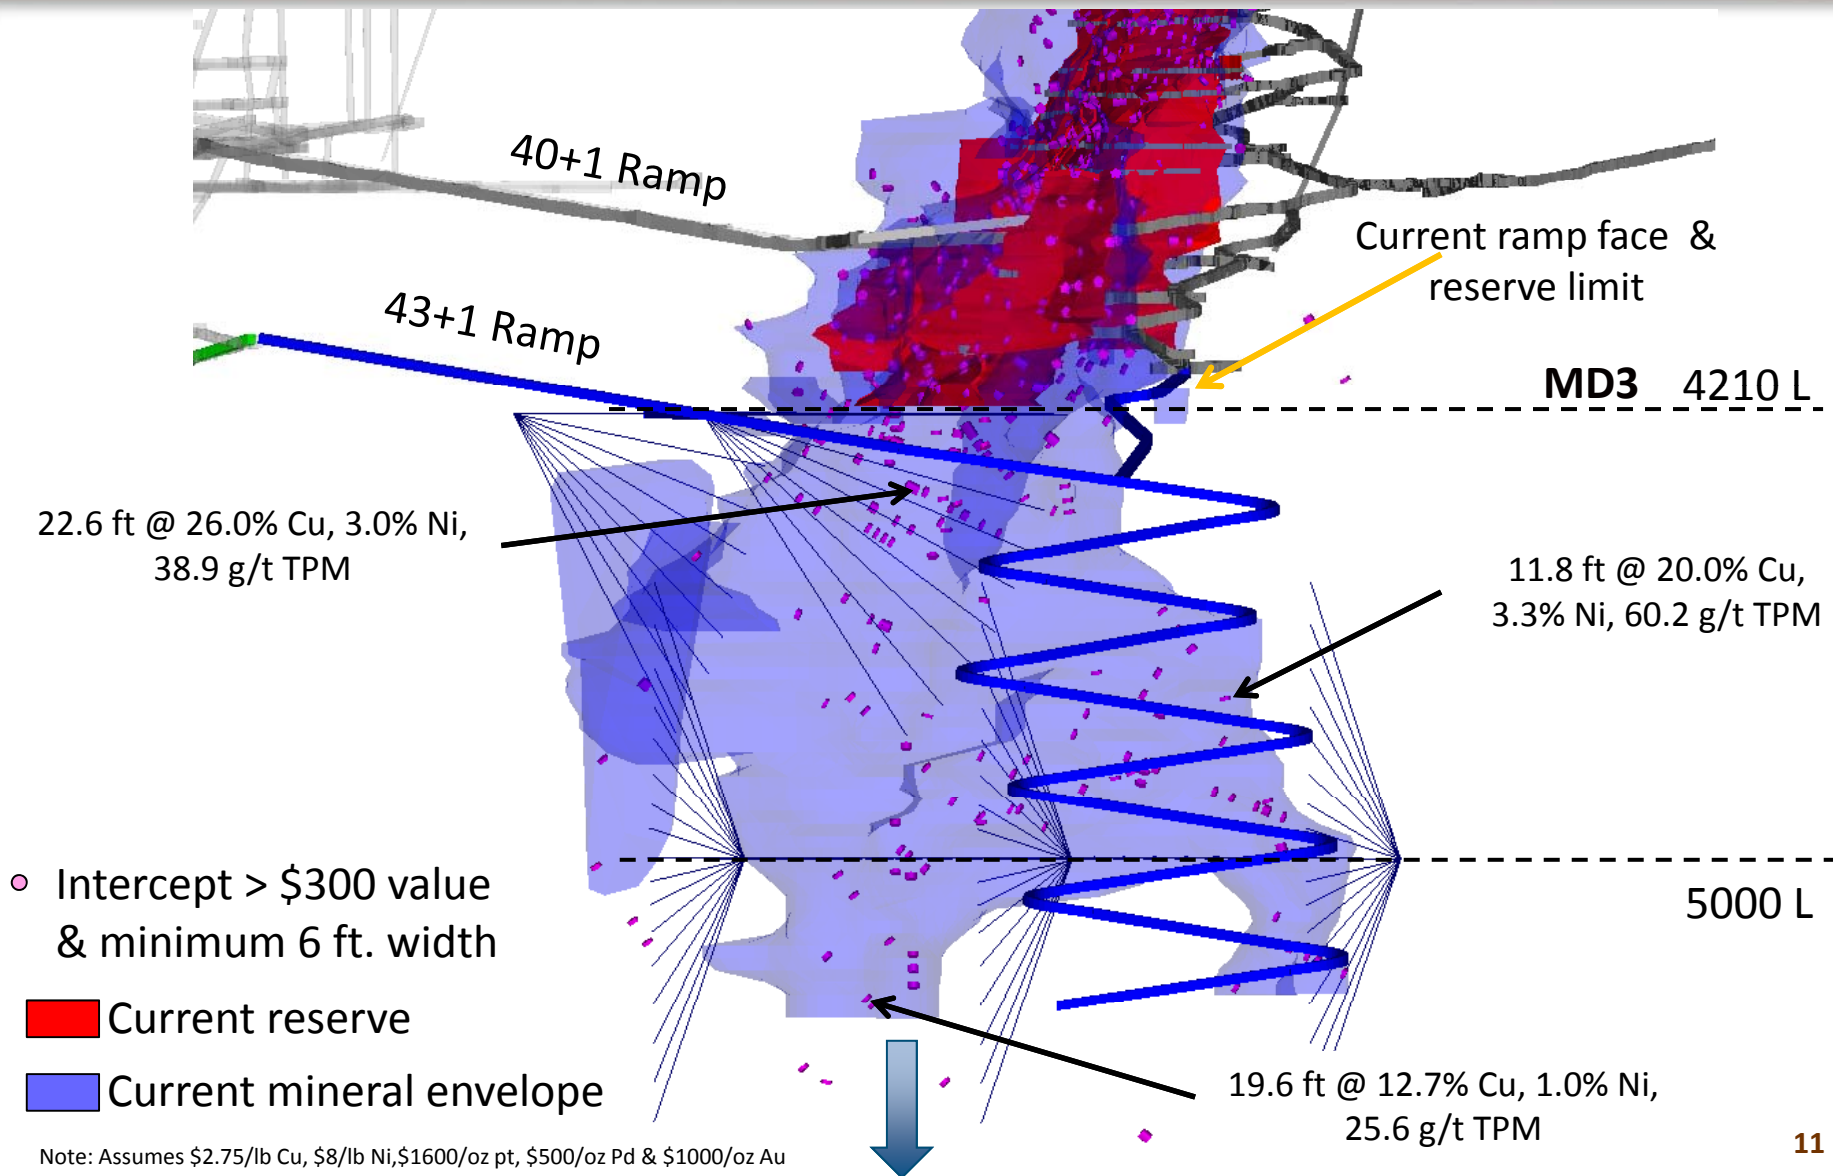 40+1 Ramp
Current ramp face &
reserve limit
43+1 Ramp
MD3 4210 L
22.6 ft @ 26.0% Cu, 3.0% Ni,
38.9 g/t TPM
11.8 ft @ 20.0% Cu,
3.3% Ni, 60.2 g/t TPM
Intercept > $300 value
& minimum 6 ft. width
5000 L
Current reserve
Current mineral envelope
19.6 ft @ 12.7% Cu, 1.0% Ni,
25.6 g/t TPM
Note: Assumes $2.75/lb Cu, $8/lb Ni,$1600/oz pt, $500/oz Pd & $1000/oz Au
11